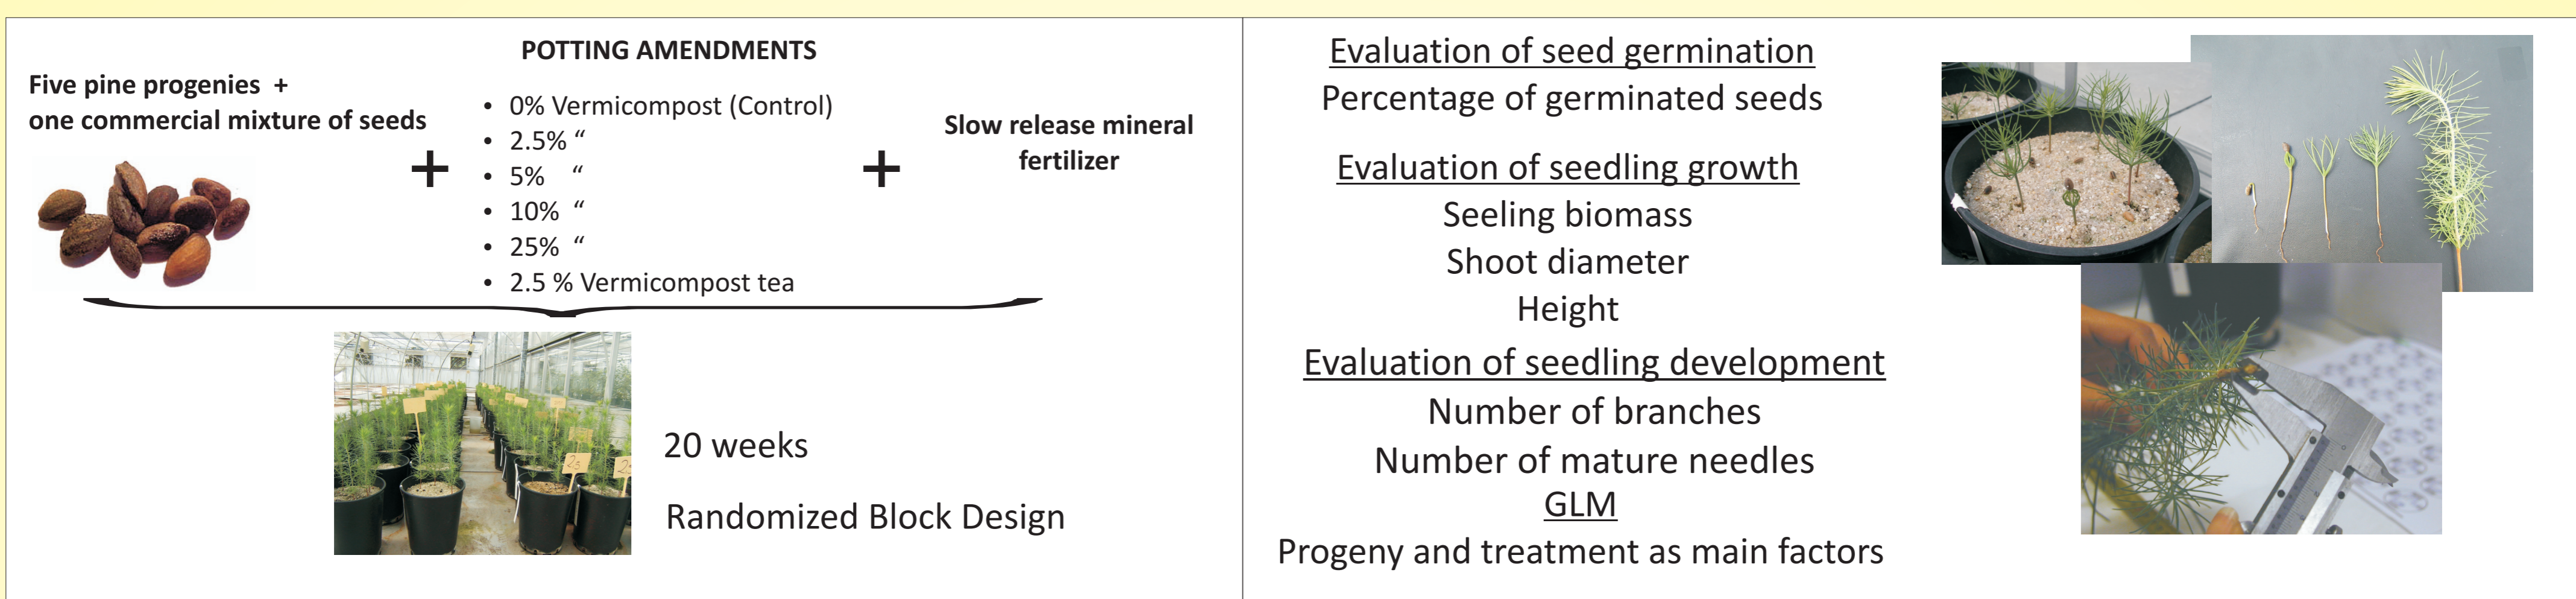 POTTING AMENDMENTS
Five pine progenies +
one commercial mixture of seeds
+
• 0% Vermicompost (Control)
• 2.5% “
• 5% “
• 10% “
• 25% “
• 2.5 % Vermicompost tea
+
Slow release mineral
fertilizer
20 weeks
Randomized Block Design
Evaluation of seed germination
Percentage of germinated seeds
Evaluation of seedling growth
Seeling biomass
Shoot diameter
Height
Evaluation of seedling development
Number of branches
Number of mature needles
GLM
Progeny and treatment as main factors